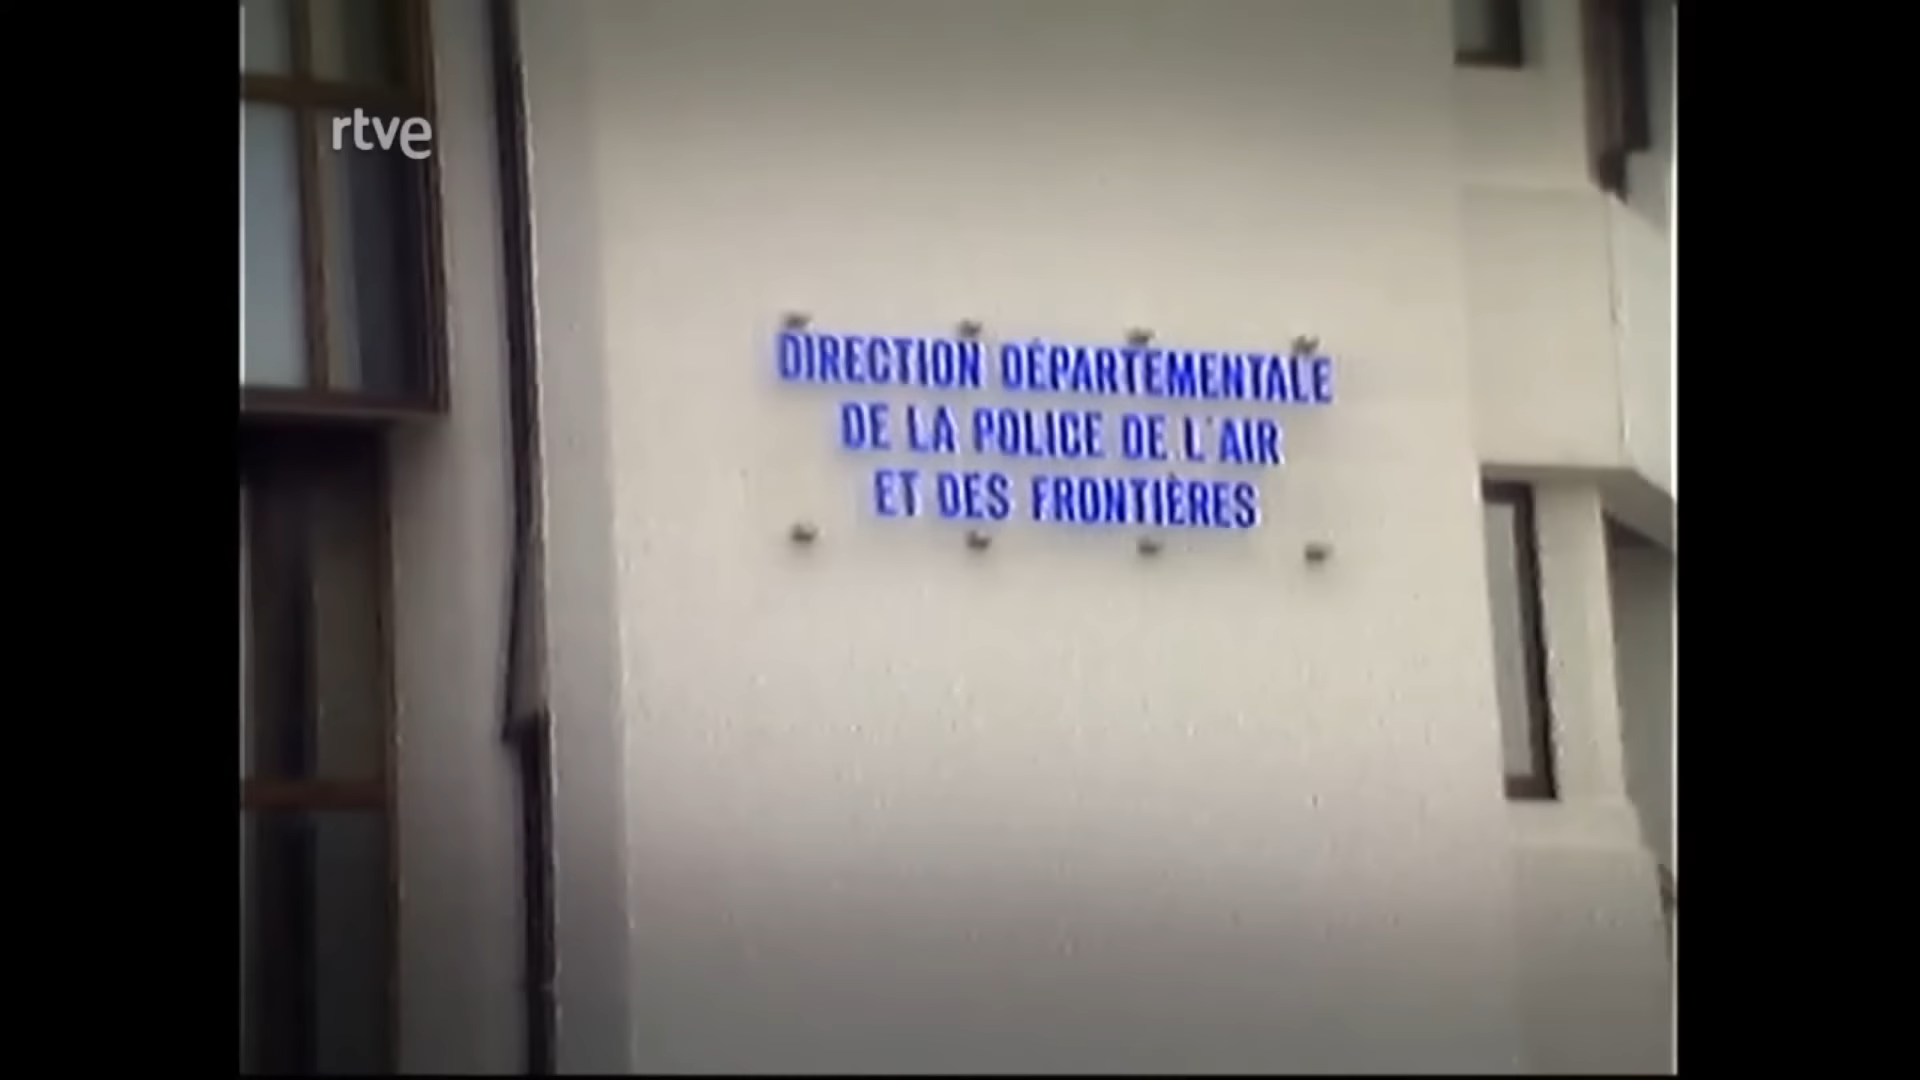 rtve
DIRECTION DÉPARTEMENTALE
DE LA POLICE DE L'AIR
ET DES FRONTIÈRES